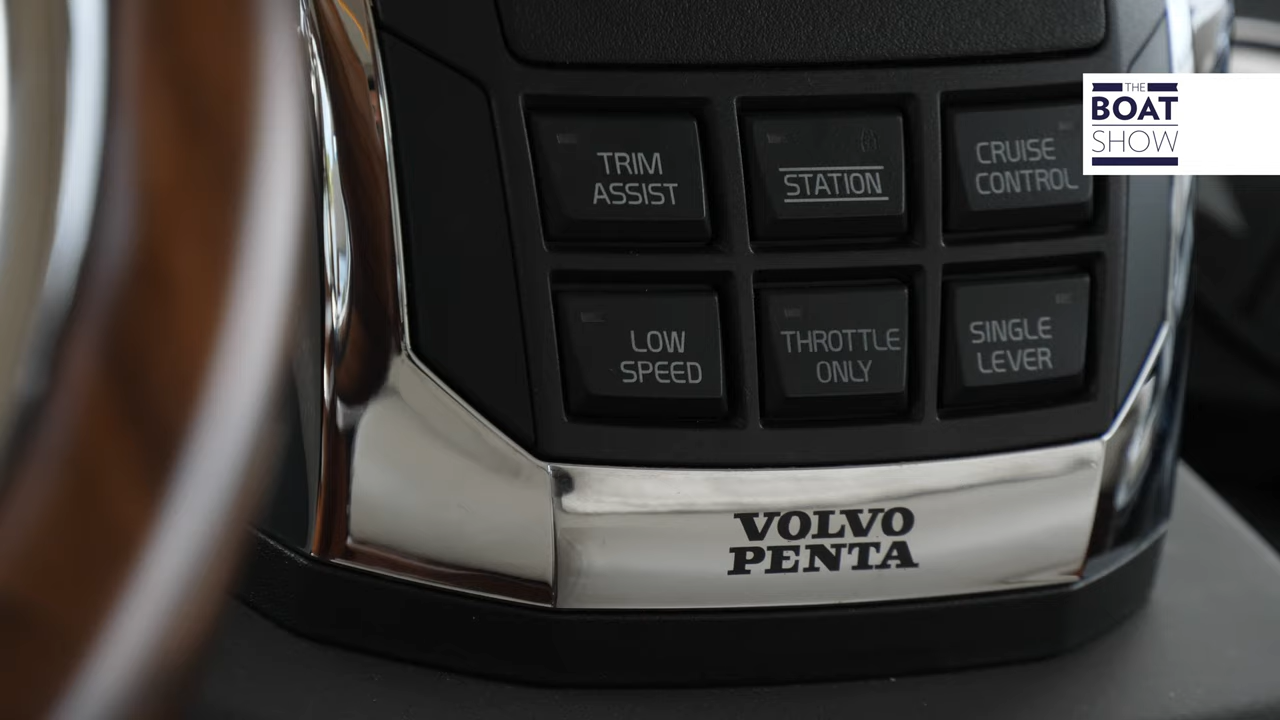 THE
BOAT
SHOW
TRIM
ASSIST
STATION
CRUISE
CONTROL
LOW
SPEED
THROTTLE
ONLY
SINGLE
LEVER
VOLVO
PENTA